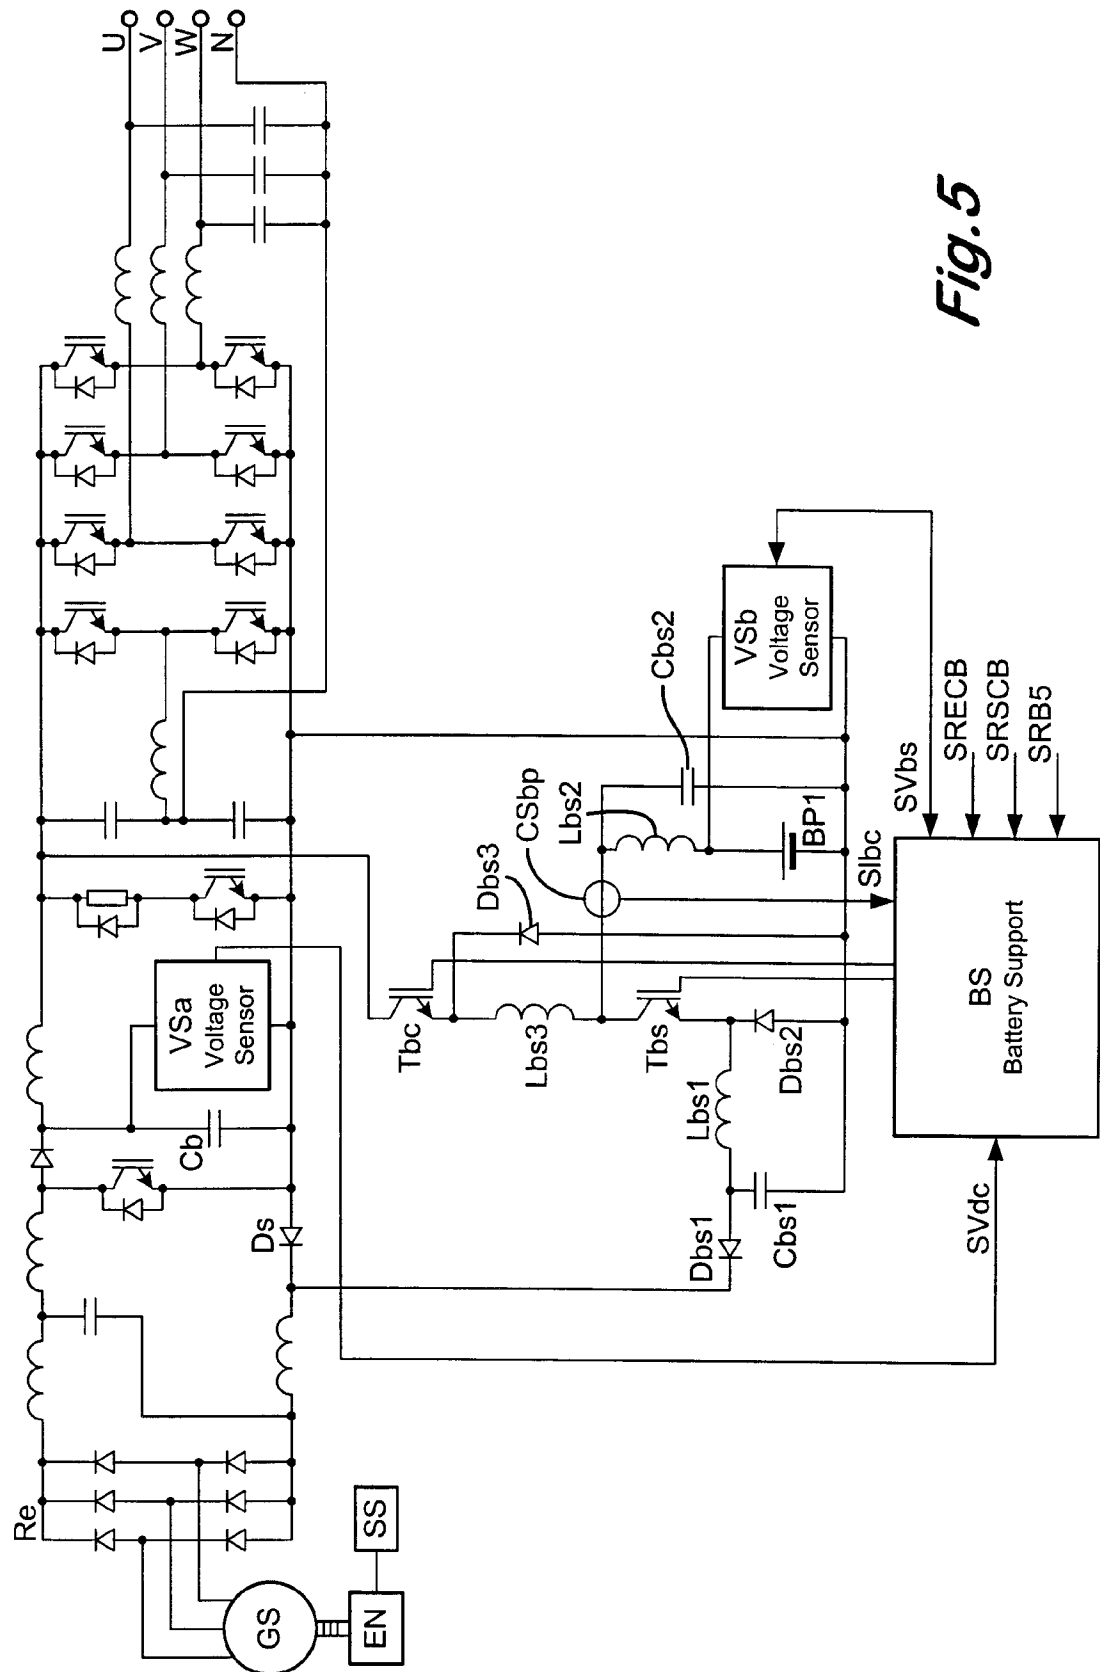 U
V
W
N
Re
GS
EN
SS
Ds
Cb
VSa
Voltage
Sensor
Tbc
Lbs3
Tbs
Dbs2
Lbs1
Dbs1
Cbs1
Dbs3
CSbp
Lbs2
Cbs2
BP1
VSb
Voltage
Sensor
SVdc
SIbc
SVbs
SRECB
SRSCB
SRB5
BS
Battery Support
Fig.5